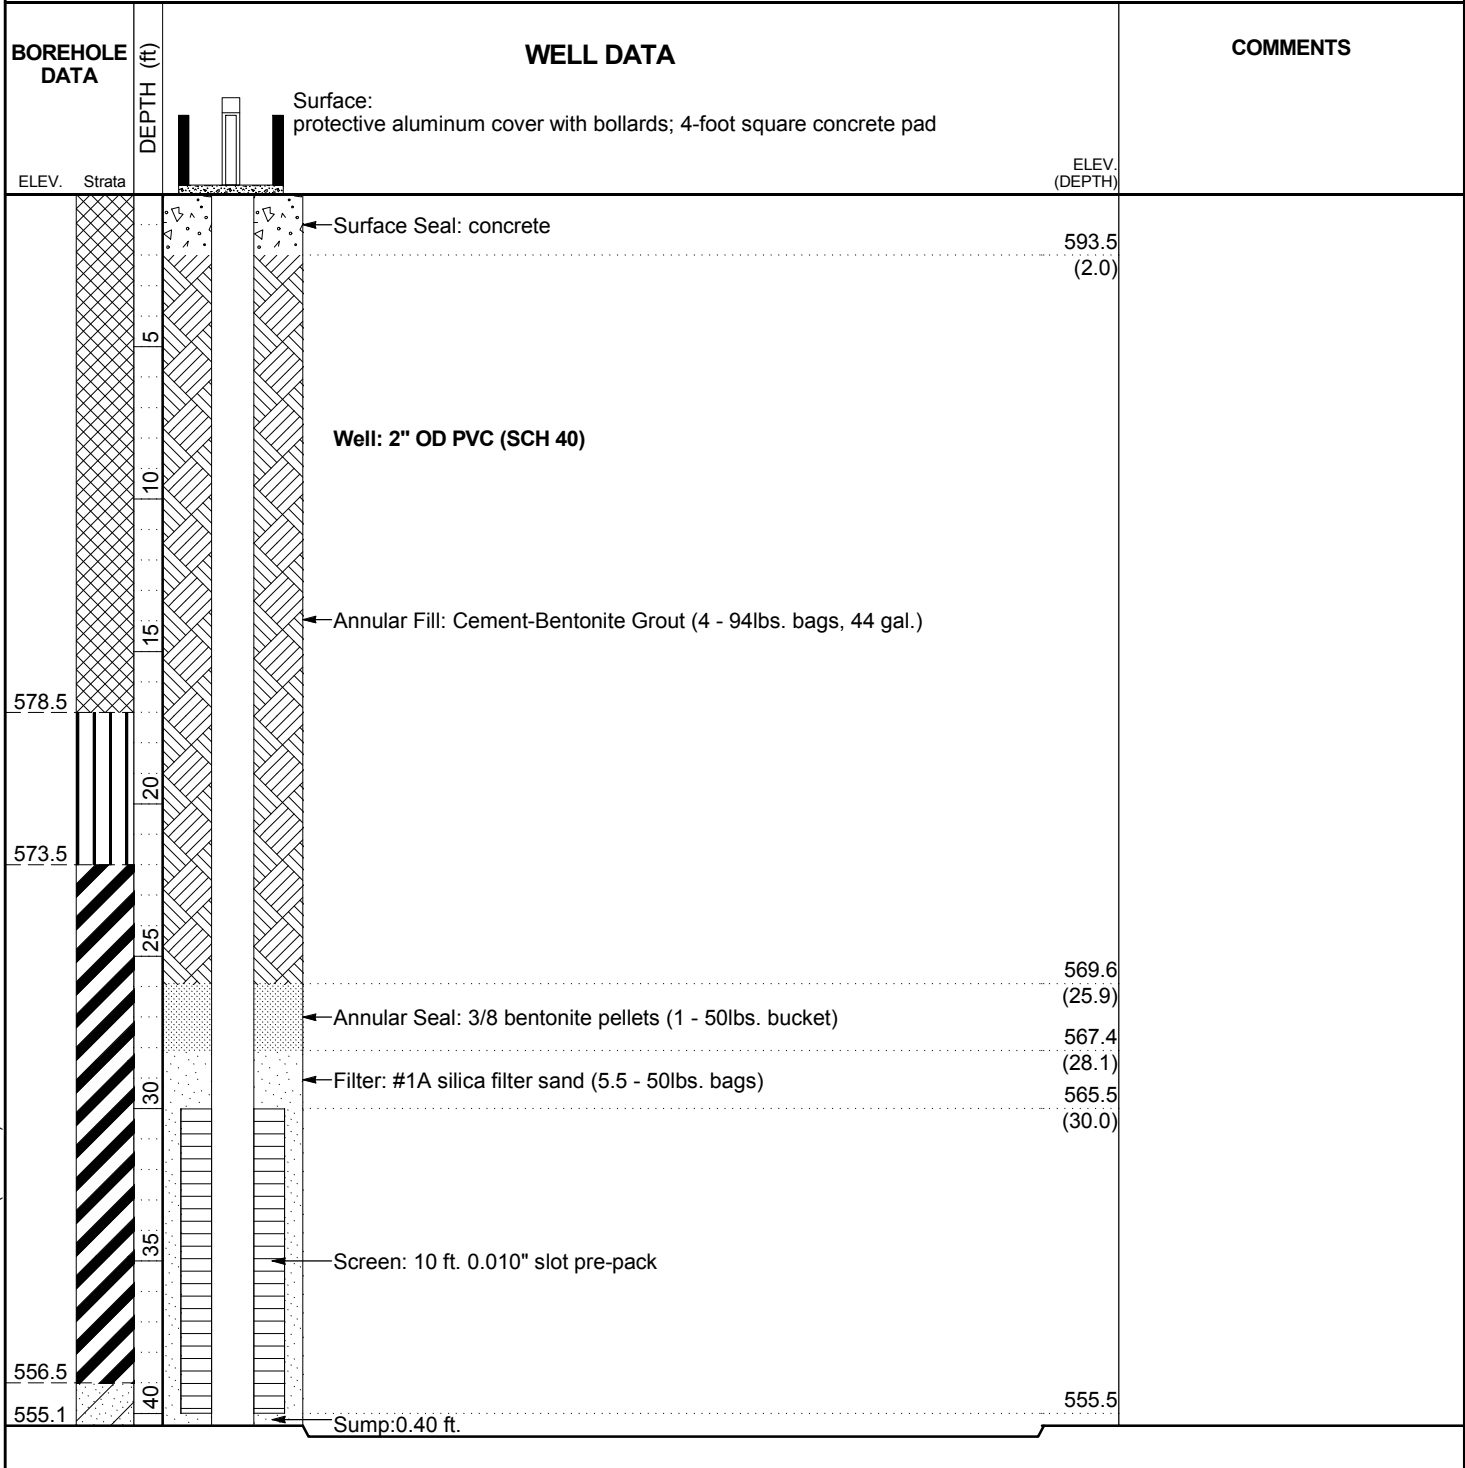 BOREHOLE
DATA
DEPTH (ft)
WELL DATA
COMMENTS
Surface:
protective aluminum cover with bollards; 4-foot square concrete pad
ELEV. Strata
ELEV.
(DEPTH)
Surface Seal: concrete
593.5
(2.0)
5
Well: 2" OD PVC (SCH 40)
10
Annular Fill: Cement-Bentonite Grout (4 - 94lbs. bags, 44 gal.)
15
578.5
20
573.5
25
569.6
(25.9)
Annular Seal: 3/8 bentonite pellets (1 - 50lbs. bucket)
567.4
(28.1)
Filter: #1A silica filter sand (5.5 - 50lbs. bags)
30
565.5
(30.0)
35
Screen: 10 ft. 0.010" slot pre-pack
556.5
40
555.5
555.1
Sump:0.40 ft.